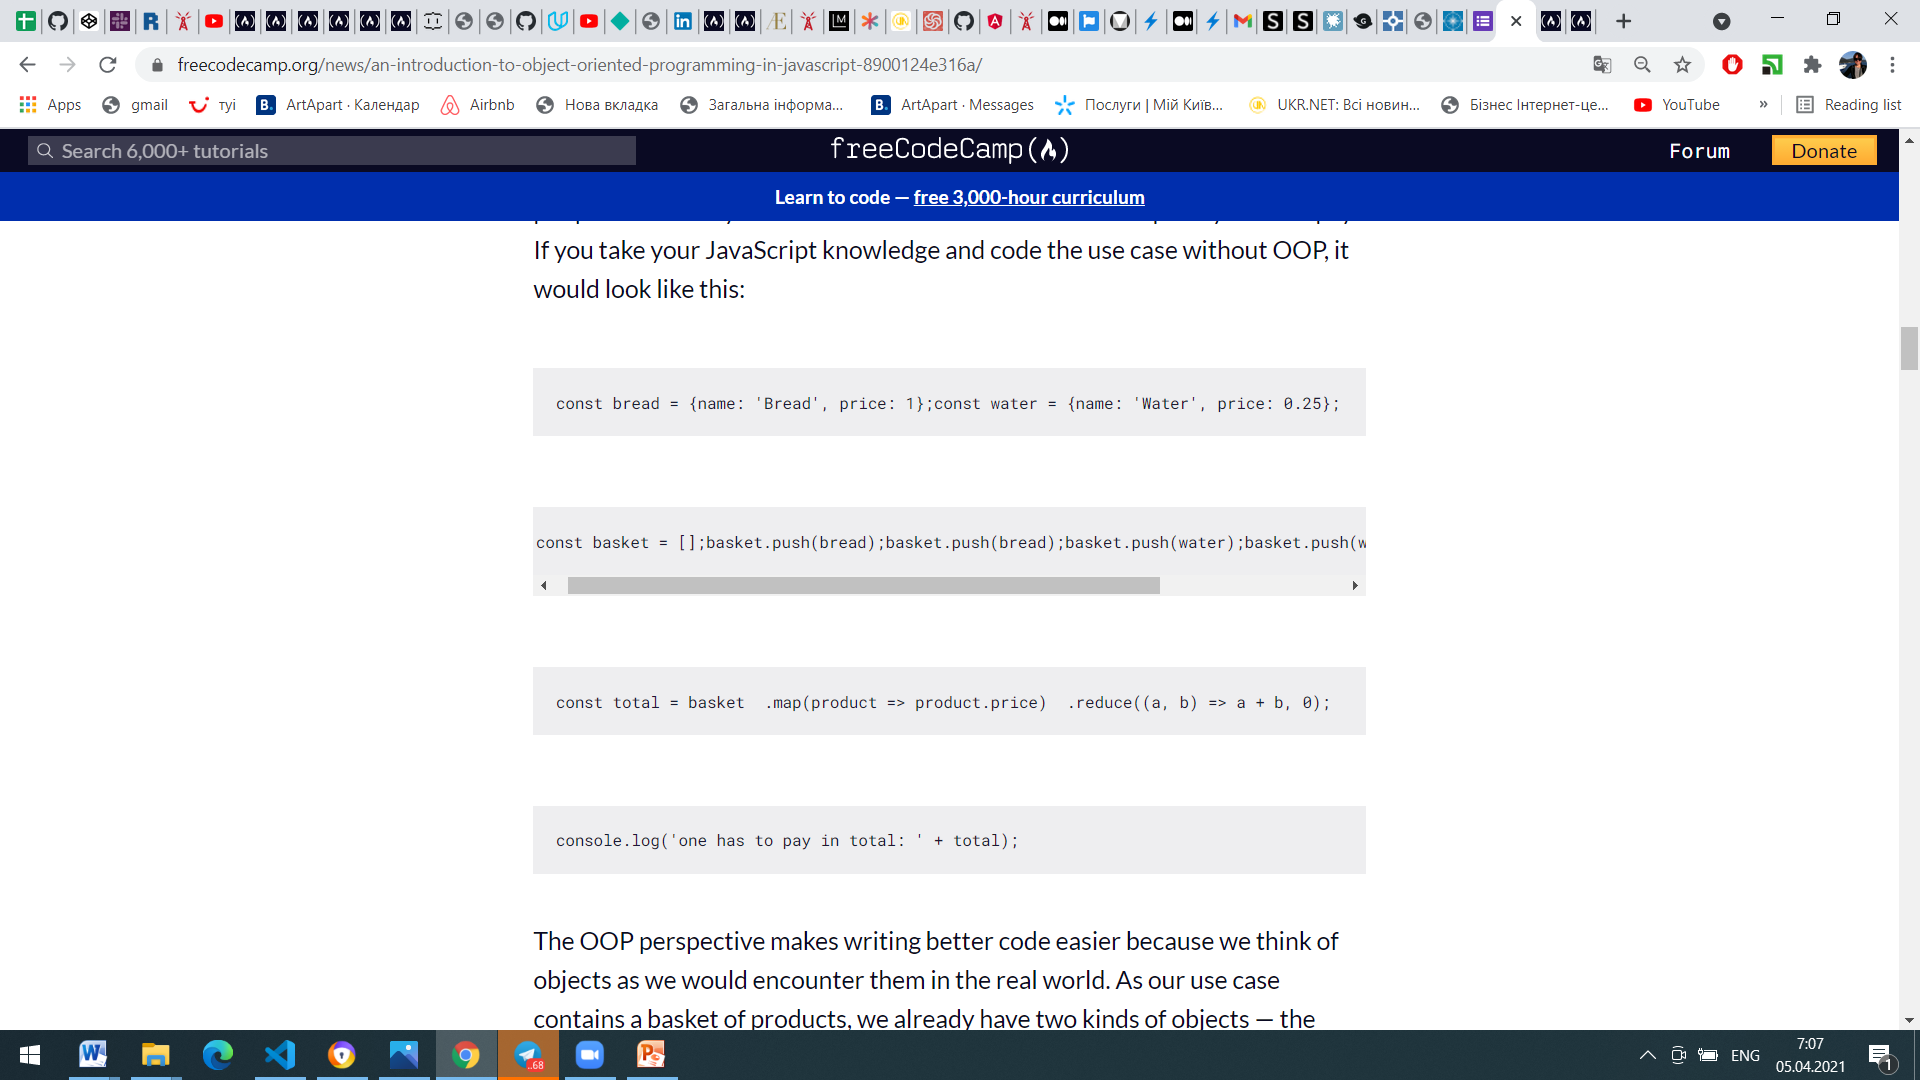 freecodecamp.org/news/an-introduction-to-object-oriented-programming-in-javascript-8900124e316a/
Apps
gmail
туі
ArtApart · Календар
Airbnb
Нова вкладка
Загальна інформа...
ArtApart · Messages
Послуги | Мій Київ...
UKR.NET: Всі новин...
Бізнес Інтернет-це...
YouTube
»
Reading list
Search 6,000+ tutorials
freeCodeCamp
Forum
Donate
Learn to code — free 3,000-hour curriculum
If you take your JavaScript knowledge and code the use case without OOP, it
would look like this:
const bread = {name: 'Bread', price: 1};const water = {name: 'Water', price: 0.25};
const basket = [];basket.push(bread);basket.push(bread);basket.push(water);basket.push(w
const total = basket  .map(product => product.price)  .reduce((a, b) => a + b, 0);
console.log('one has to pay in total: ' + total);
The OOP perspective makes writing better code easier because we think of
objects as we would encounter them in the real world. As our use case
contains a basket of products, we already have two kinds of objects — the
..68
ENG
7:07
05.04.2021
1